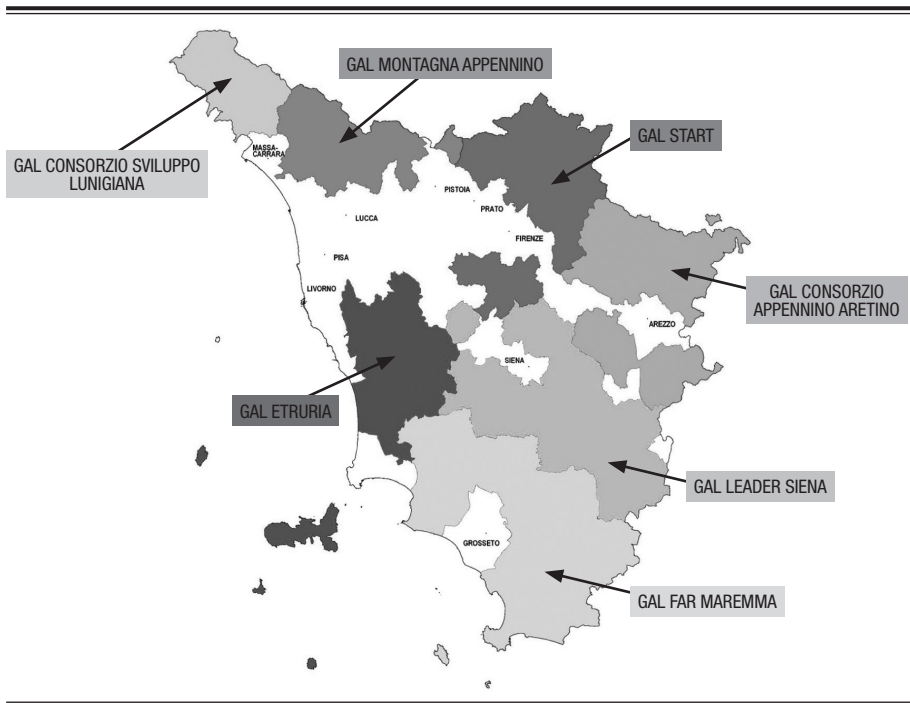 GAL MONTAGNA APPENNINO
GAL START
MASSA-
CARRARA
GAL CONSORZIO SVILUPPO
LUNIGIANA
PISTOIA
PRATO
LUCCA
FIRENZE
PISA
LIVORNO
GAL CONSORZIO
APPENNINO ARETINO
AREZZO
SIENA
GAL ETRURIA
GAL LEADER SIENA
GROSSETO
GAL FAR MAREMMA